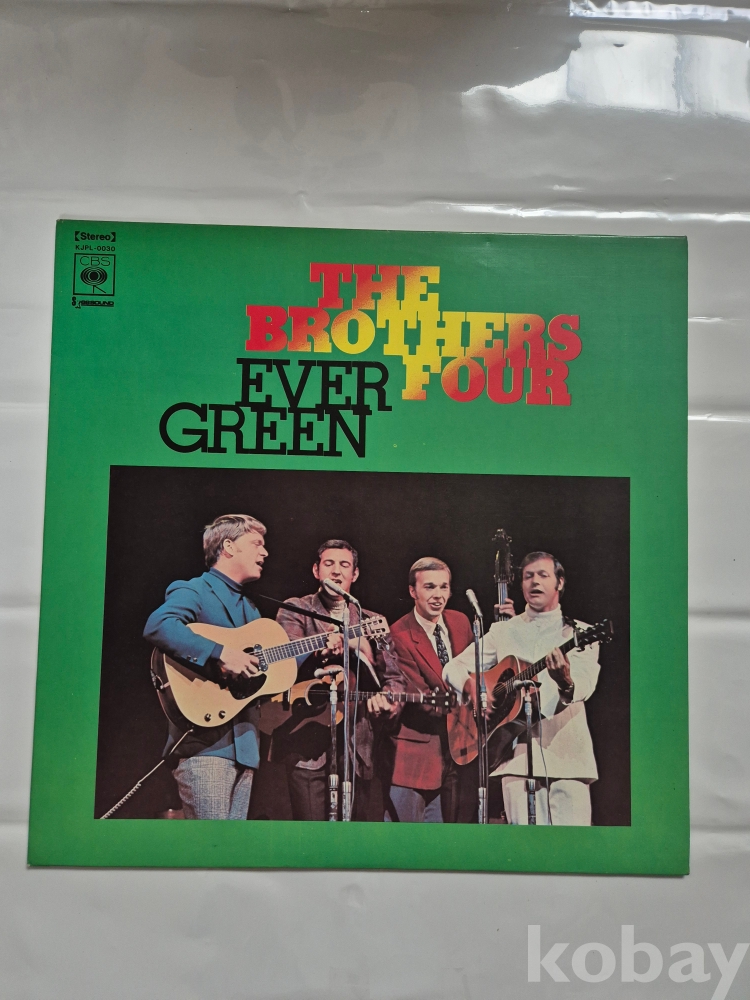 【Stereo】
KJPL-0030
CBS
THE
BROTHERS
FOUR
EVER
GREEN
kobay